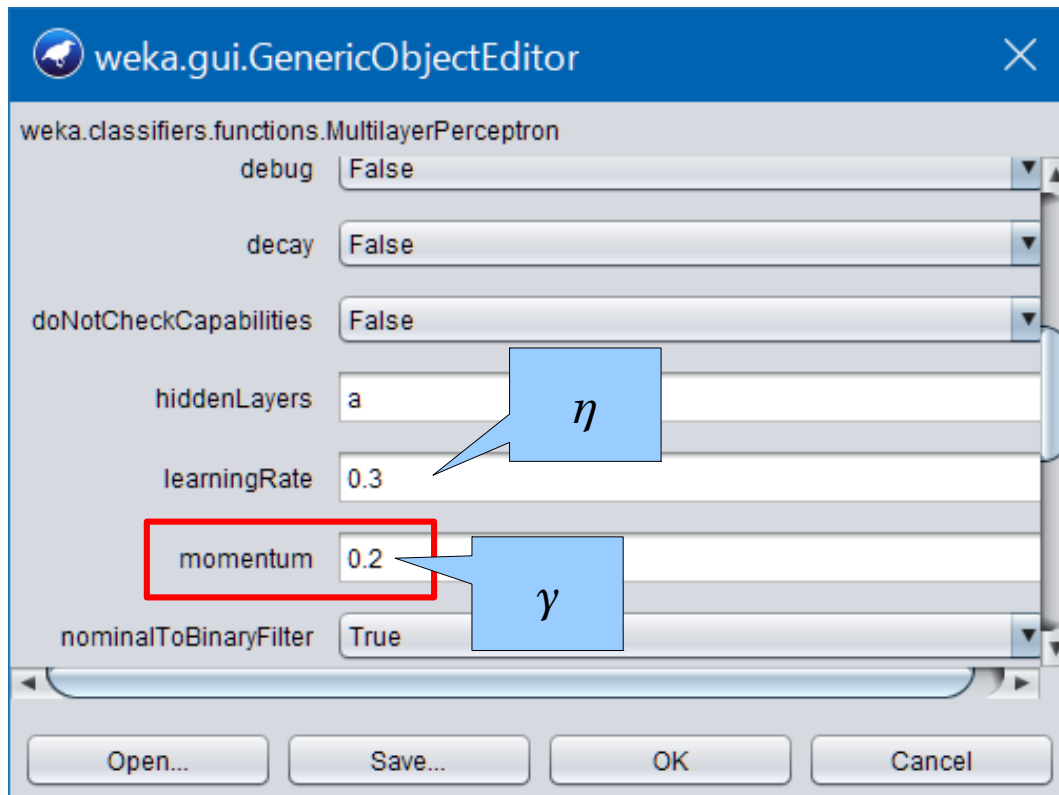 weka.gui.GenericObjectEditor
weka.classifiers.functions.MultilayerPerceptron
debug False
decay False
doNotCheckCapabilities False
hiddenLayers a
η
learningRate 0.3
momentum 0.2
γ
nominalToBinaryFilter True
Open... Save... OK Cancel